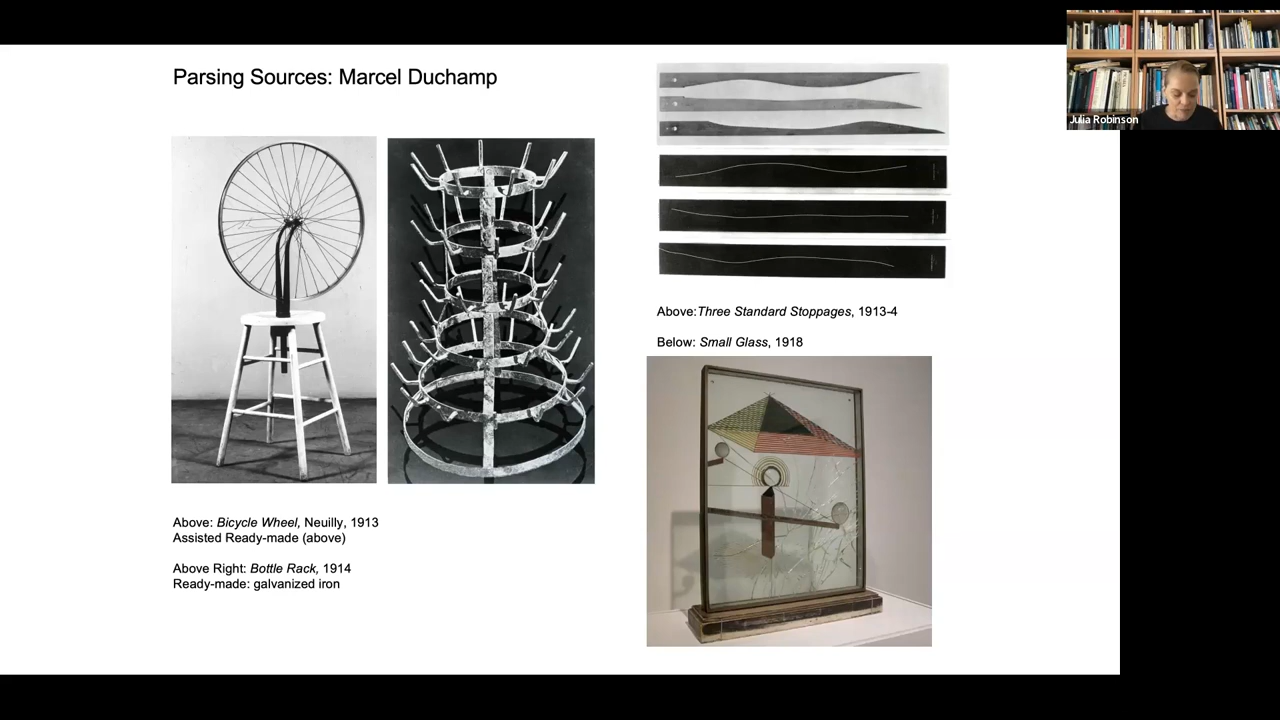 Parsing Sources: Marcel Duchamp
Above: Bicycle Wheel, Neuilly, 1913
Assisted Ready-made (above)
Above Right: Bottle Rack, 1914
Ready-made: galvanized iron
Above:Three Standard Stoppages, 1913-4
Below: Small Glass, 1918
Julia Robinson